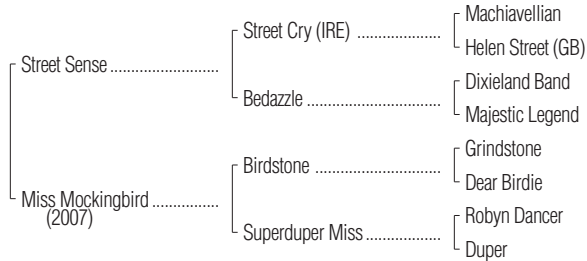 Machiavellian
Street Cry (IRE) ....................
Helen Street (GB)
Street Sense ..........................
Dixieland Band
Bedazzle .................................
Majestic Legend
Grindstone
Birdstone ...............................
Dear Birdie
Miss Mockingbird ................
(2007)
Robyn Dancer
Superduper Miss ..................
Duper